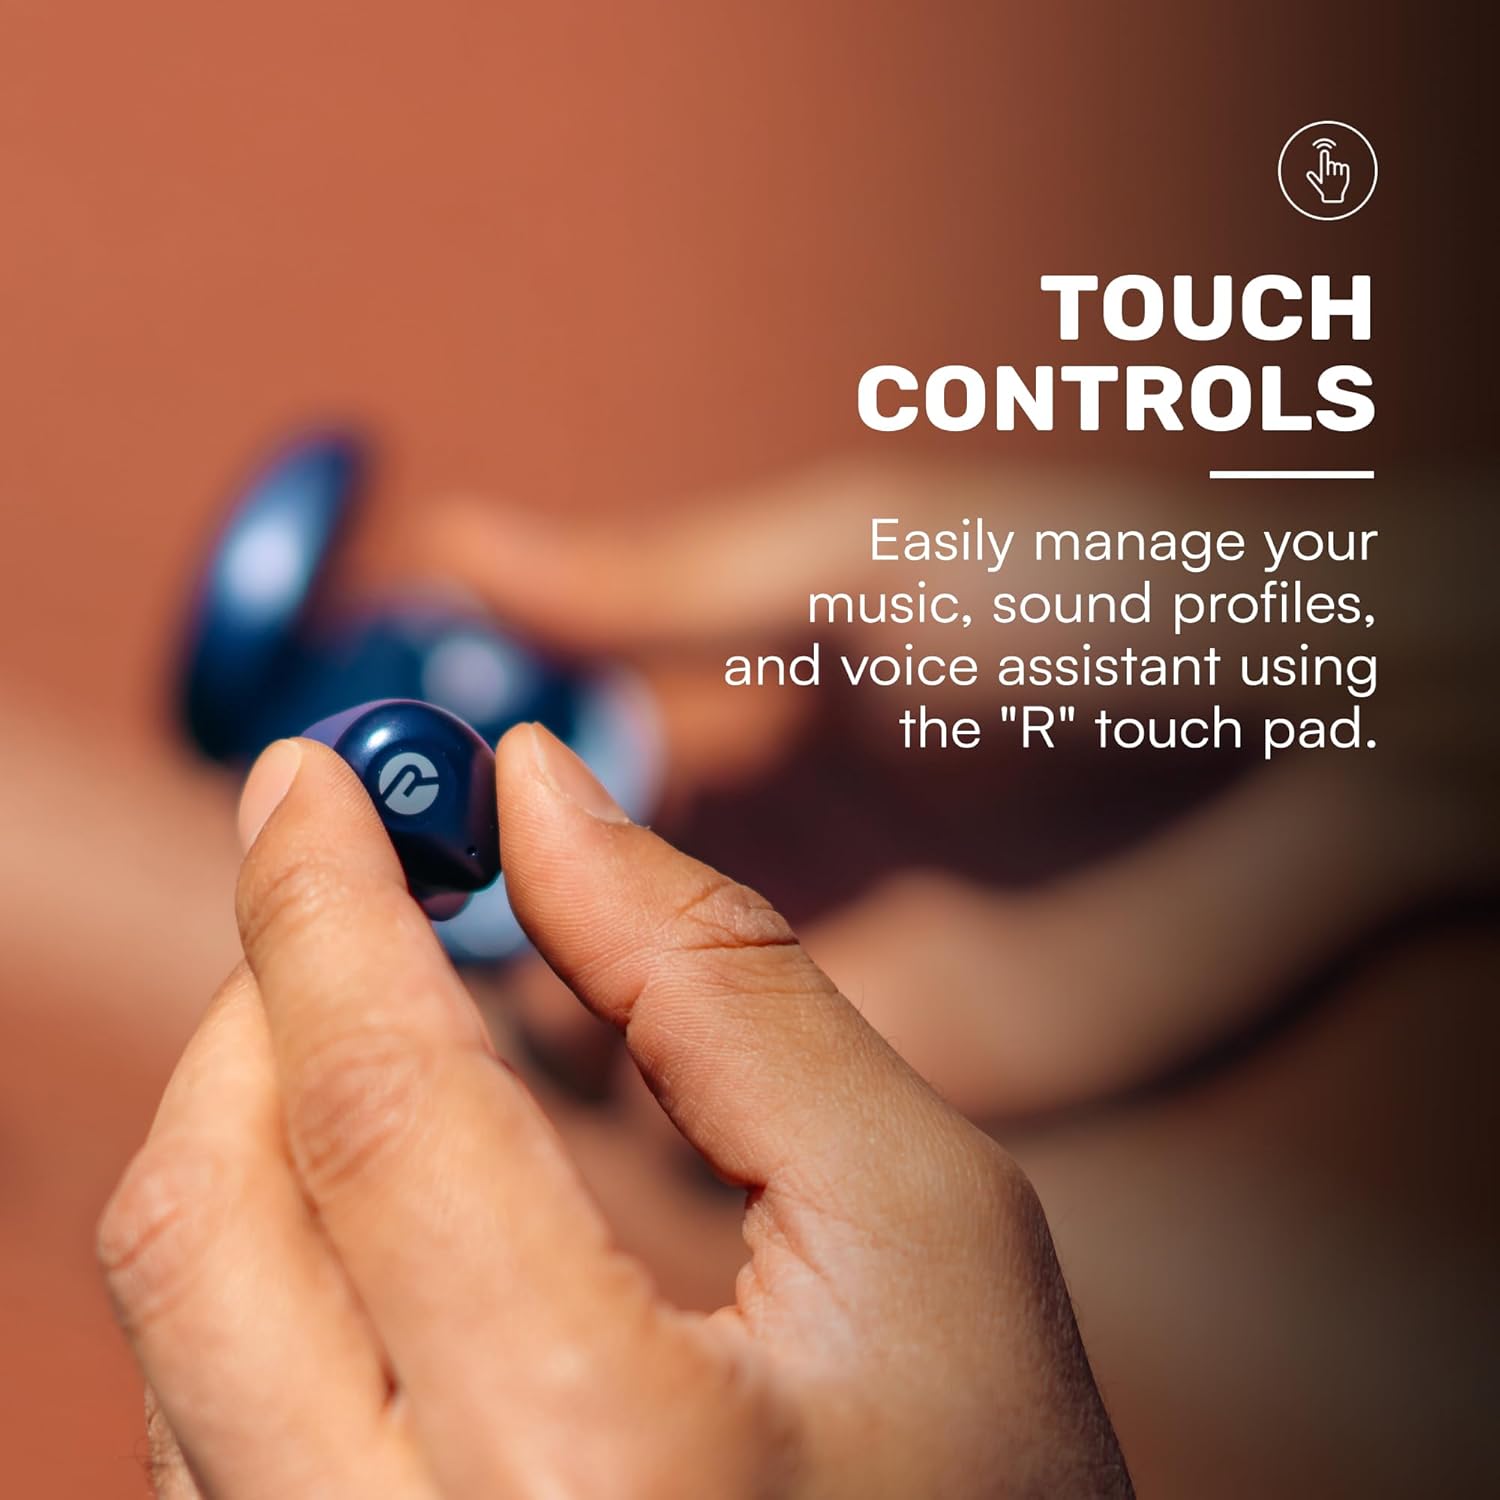 TOUCH
CONTROLS
Easily manage your
music, sound profiles,
and voice assistant using
the "R" touch pad.